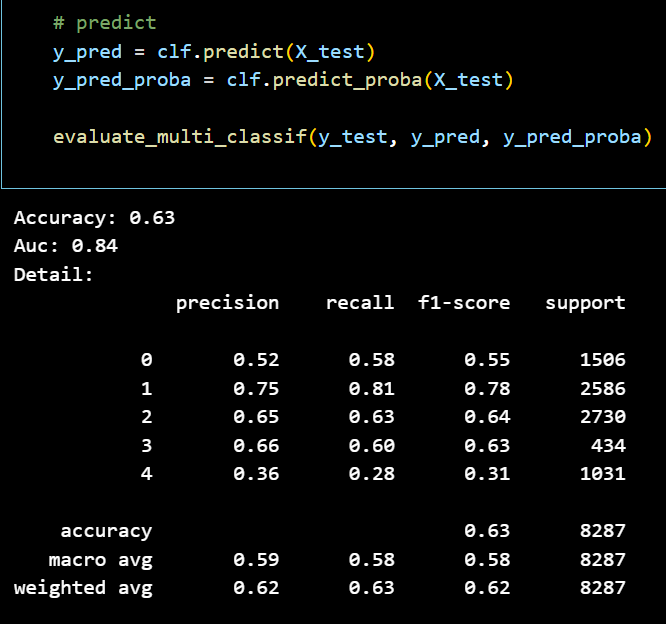 # predict
y_pred = clf.predict(X_test)
y_pred_proba = clf.predict_proba(X_test)
evaluate_multi_classif(y_test, y_pred, y_pred_proba)
Accuracy: 0.63
Auc: 0.84
Detail:
precision recall f1-score support
0 0.52 0.58 0.55 1506
1 0.75 0.81 0.78 2586
2 0.65 0.63 0.64 2730
3 0.66 0.60 0.63 434
4 0.36 0.28 0.31 1031
accuracy 0.63 8287
macro avg 0.59 0.58 0.58 8287
weighted avg 0.62 0.63 0.62 8287